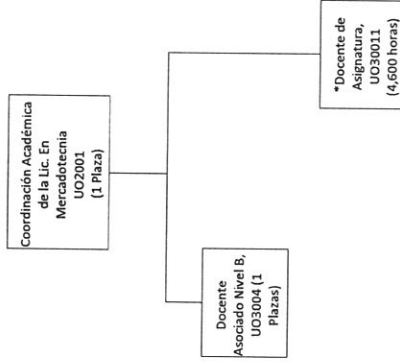 Coordinación Académica
de la Lic. En
Mercadotecnia
UO2001
(1 Plaza)
Docente
Asociado Nivel B,
UO3004 (1
Plazas)
*Docente de
Asignatura,
UO30011
(4,600 horas)